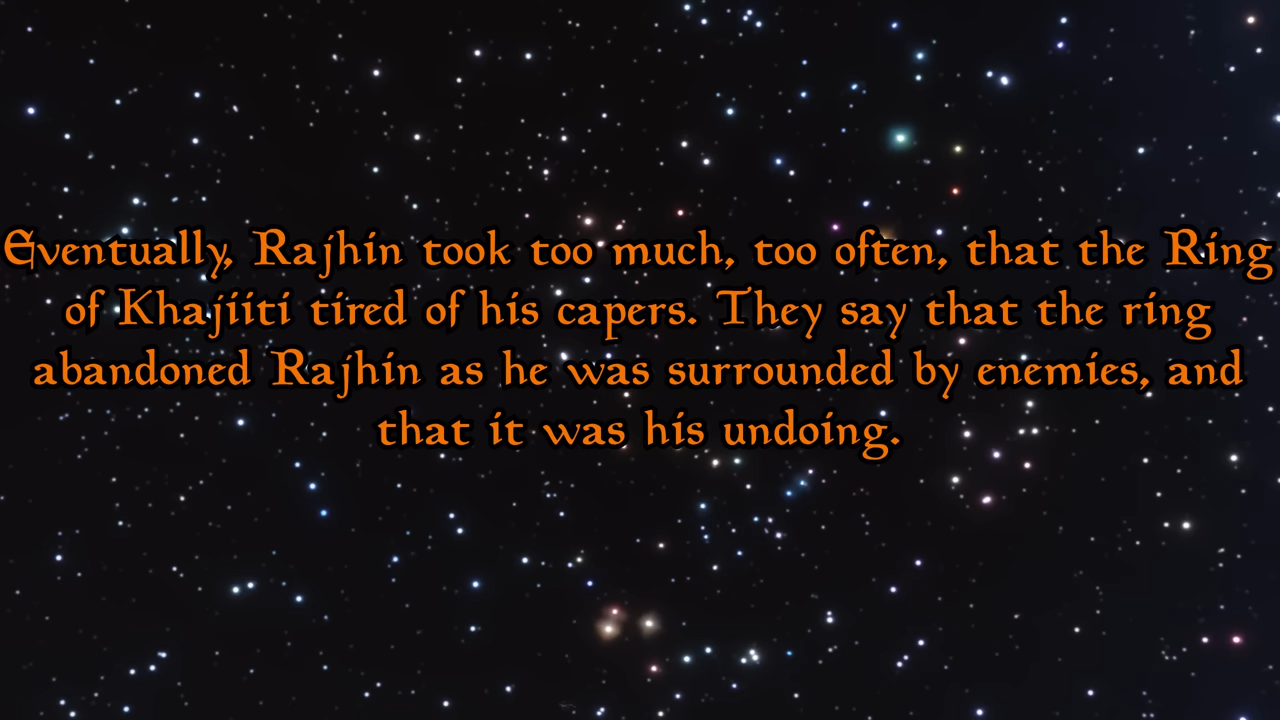 Eventually, Rajhin took too much, too often, that the Ring
of Khajiiti tired of his capers. They say that the ring
abandoned Rajhin as he was surrounded by enemies, and
that it was his undoing.